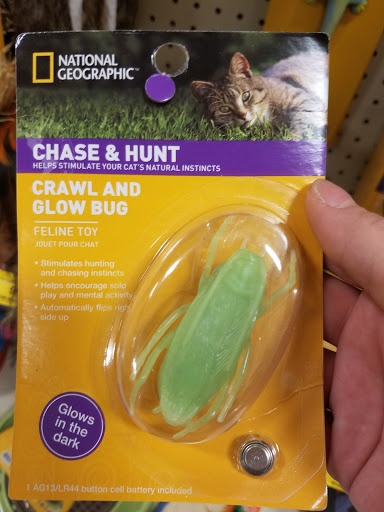 NATIONAL
GEOGRAPHIC™
CHASE & HUNT
HELPS STIMULATE YOUR CAT'S NATURAL INSTINCTS
CRAWL AND
GLOW BUG
FELINE TOY
JOUET POUR CHAT
• Stimulates hunting
and chasing instincts
• Helps encourage solo
play and mental activity
• Automatically flips right
side up
Glows
in the
dark
1 AG13/LR44 button cell battery included